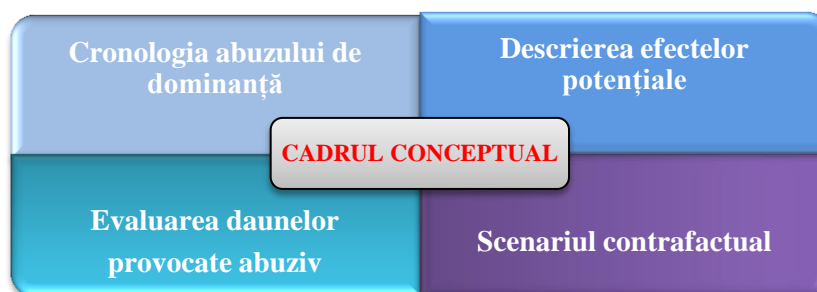 Cronologia abuzului de
dominanță
Descrierea efectelor
potențiale
CADRUL CONCEPTUAL
Evaluarea daunelor
provocate abuziv
Scenariul contrafactual